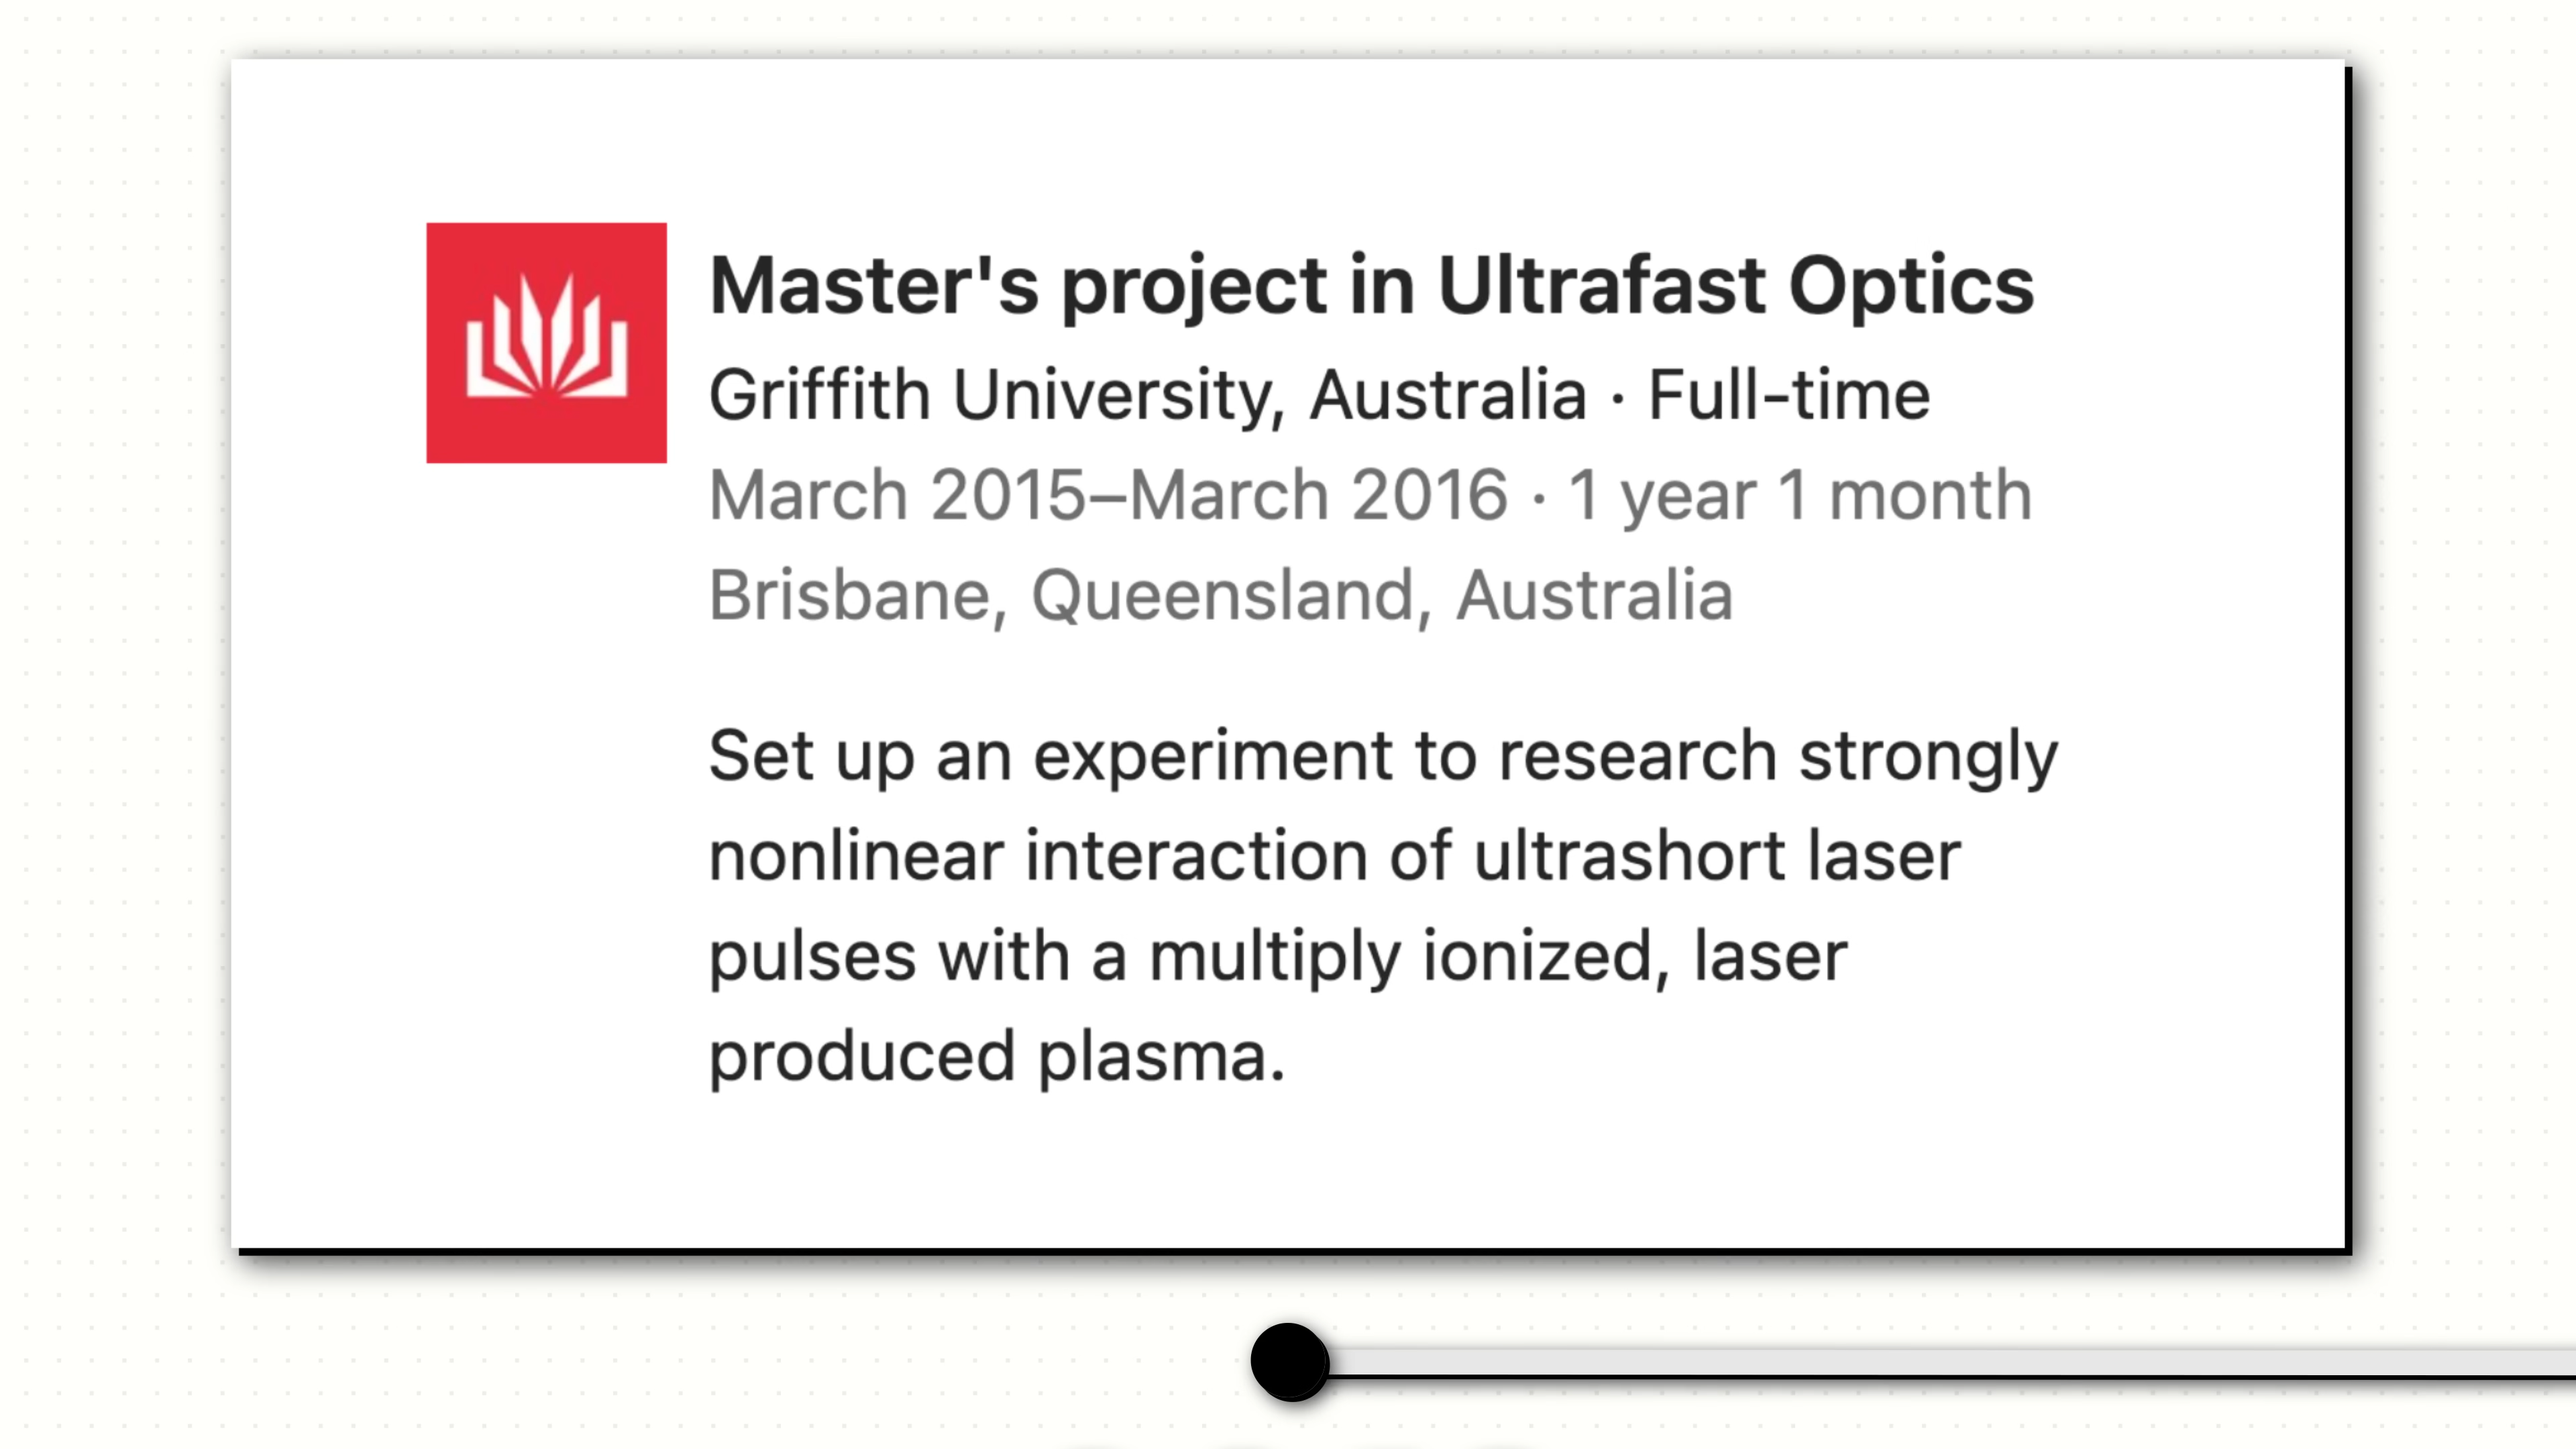 Master's project in Ultrafast Optics
Griffith University, Australia · Full-time
March 2015–March 2016 · 1 year 1 month
Brisbane, Queensland, Australia
Set up an experiment to research strongly
nonlinear interaction of ultrashort laser
pulses with a multiply ionized, laser
produced plasma.